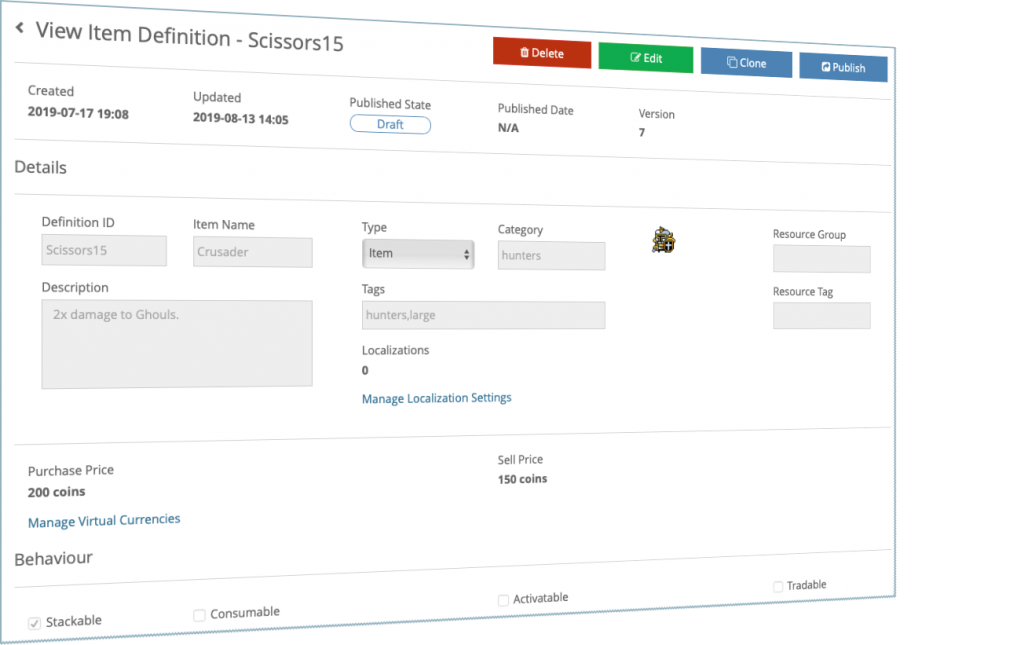 View Item Definition - Scissors15
Delete
Edit
Clone
Publish
Created
Updated
Published State
Published Date
Version
2019-07-17 19:08
2019-08-13 14:05
Draft
N/A
7
Details
Definition ID
Item Name
Type
Category
Resource Group
Scissors15
Crusader
Item
hunters
Description
Tags
Resource Tag
2x damage to Ghouls.
hunters,large
Localizations
0
Manage Localization Settings
Purchase Price
Sell Price
200 coins
150 coins
Manage Virtual Currencies
Behaviour
Stackable
Consumable
Activatable
Tradable